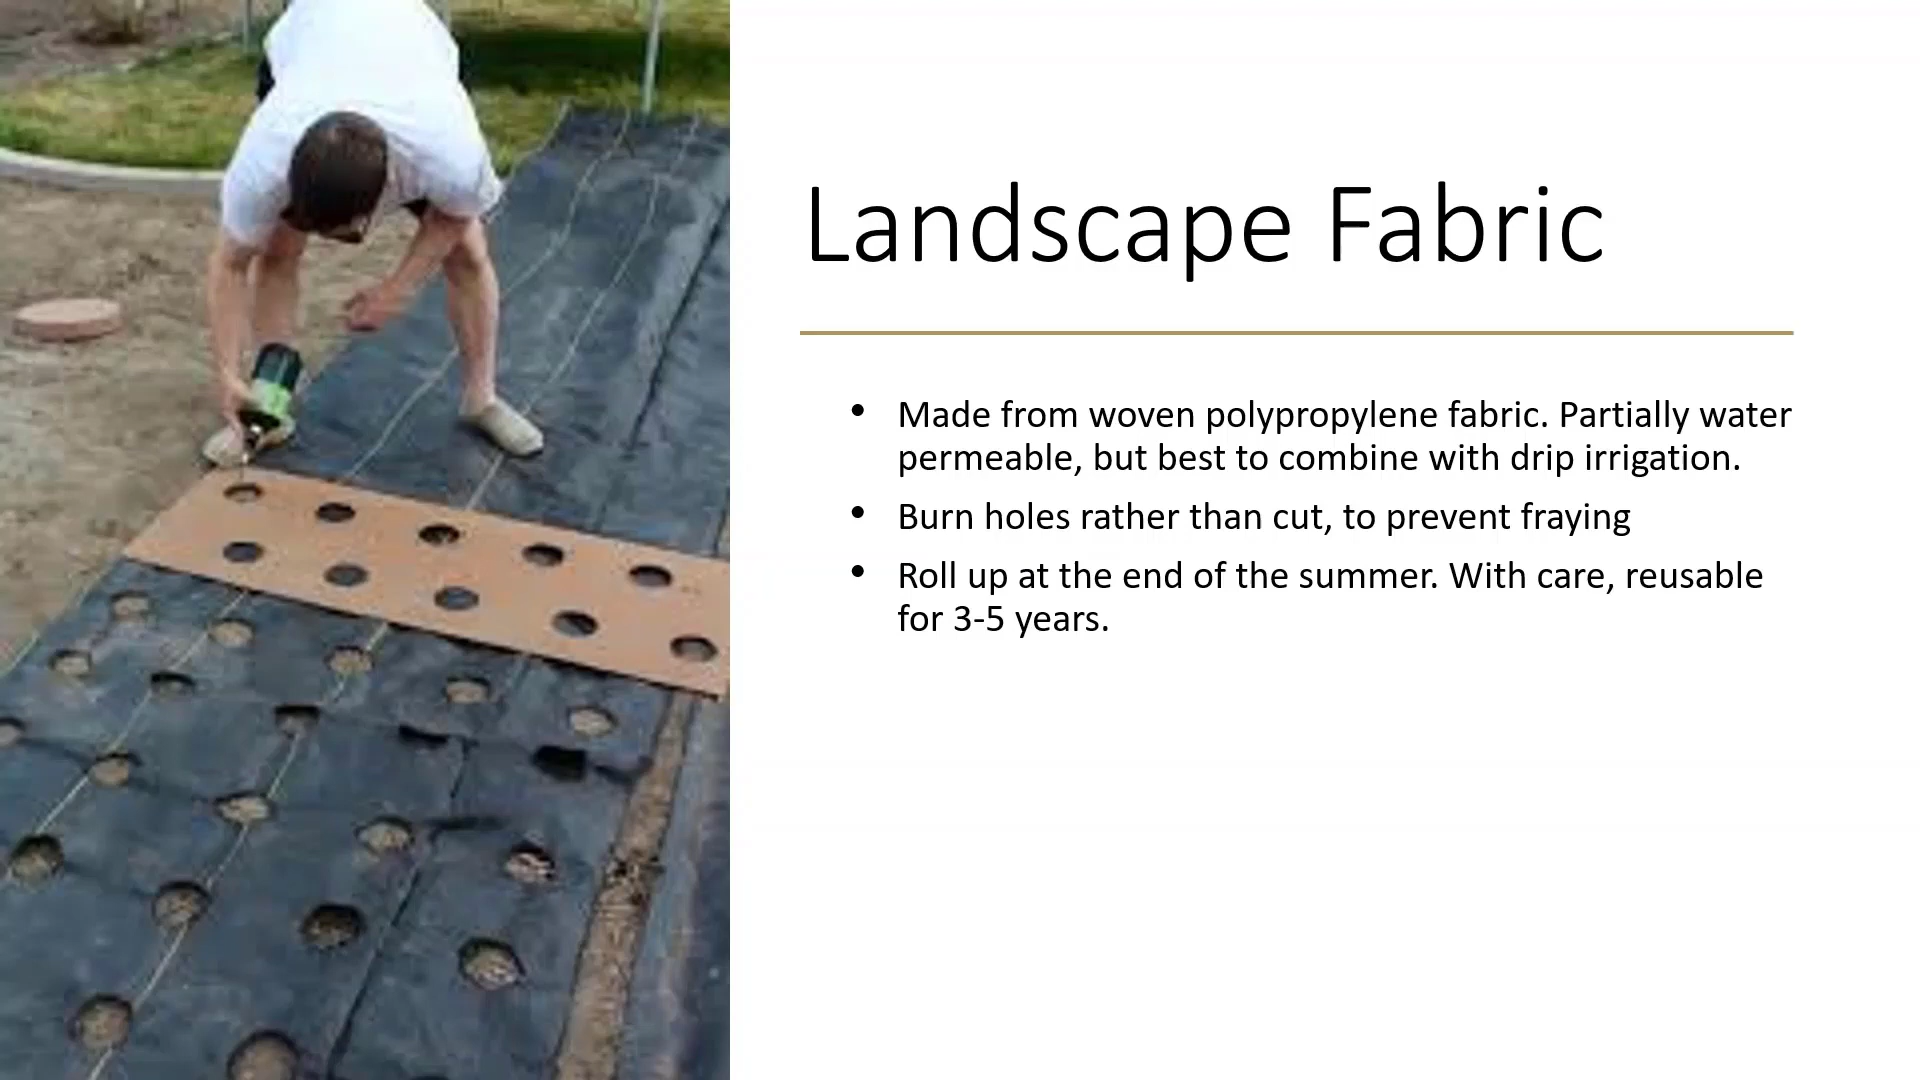 Landscape Fabric
• Made from woven polypropylene fabric. Partially water
permeable, but best to combine with drip irrigation.
• Burn holes rather than cut, to prevent fraying
• Roll up at the end of the summer. With care, reusable
for 3-5 years.